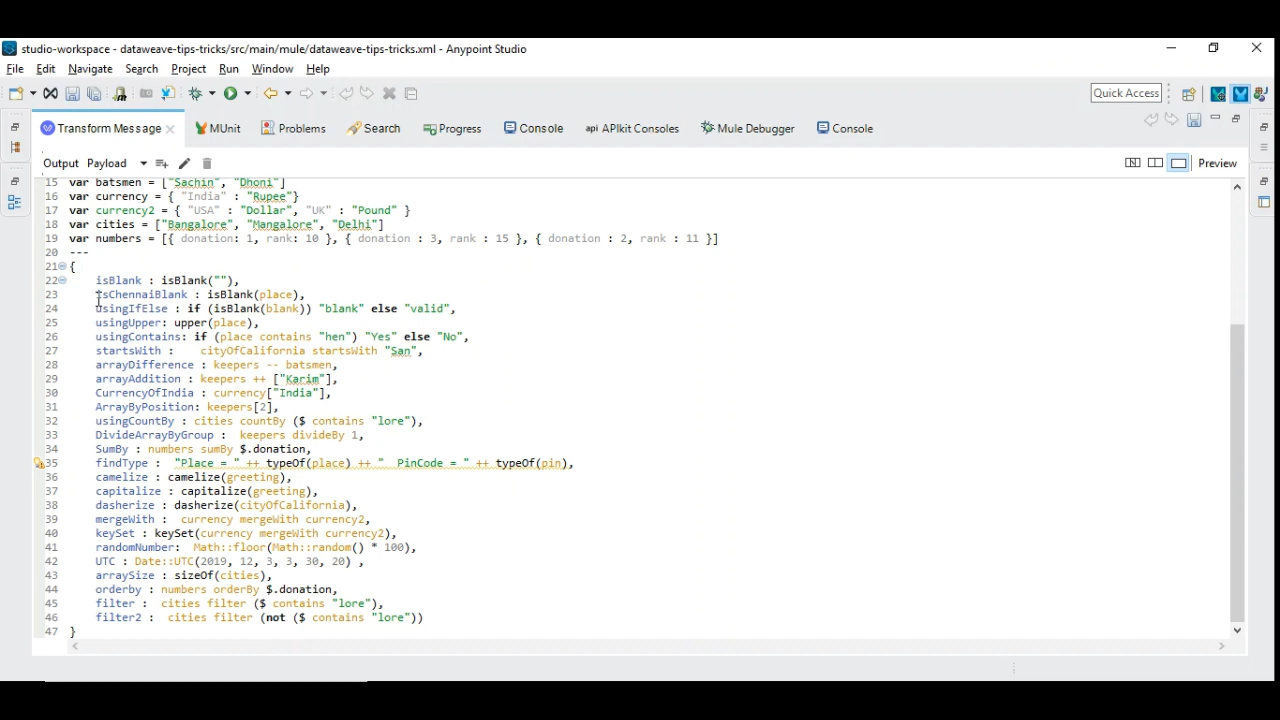 studio-workspace - dataweave-tips-tricks/src/main/mule/dataweave-tips-tricks.xml - Anypoint Studio
File Edit Navigate Search Project Run Window Help
Quick Access
Transform Message MUnit Problems Search Progress Console API APIkit Consoles Mule Debugger Console
Output Payload Preview
15 var batsmen = ["Sachin", "Dhoni"]
16 var currency = { "India" : "Rupee"}
17 var currency2 = { "USA" : "Dollar", "UK" : "Pound" }
18 var cities = ["Bangalore", "Mangalore", "Delhi"]
19 var numbers = [{ donation: 1, rank: 10 }, { donation : 3, rank : 15 }, { donation : 2, rank : 11 }]
20 ---
21 {
22 isBlank : isBlank(""),
23 isChennaiBlank : isBlank(place),
24 usingIfElse : if (isBlank(blank)) "blank" else "valid",
25 usingUpper: upper(place),
26 usingContains: if (place contains "hen") "Yes" else "No",
27 startsWith : cityOfCalifornia startsWith "San",
28 arrayDifference : keepers -- batsmen,
29 arrayAddition : keepers ++ ["Karim"],
30 CurrencyOfIndia : currency["India"],
31 ArrayByPosition: keepers[2],
32 usingCountBy : cities countBy ($ contains "lore"),
33 DivideArrayByGroup : keepers divideBy 1,
34 SumBy : numbers sumBy $.donation,
35 findType : "Place = " ++ typeOf(place) ++ " PinCode = " ++ typeOf(pin),
36 camelize : camelize(greeting),
37 capitalize : capitalize(greeting),
38 dasherize : dasherize(cityOfCalifornia),
39 mergeWith : currency mergeWith currency2,
40 keySet : keySet(currency mergeWith currency2),
41 randomNumber: Math::floor(Math::random() * 100),
42 UTC : Date::UTC(2019, 12, 3, 3, 30, 20) ,
43 arraySize : sizeOf(cities),
44 orderby : numbers orderBy $.donation,
45 filter : cities filter ($ contains "lore"),
46 filter2 : cities filter (not ($ contains "lore"))
47 }